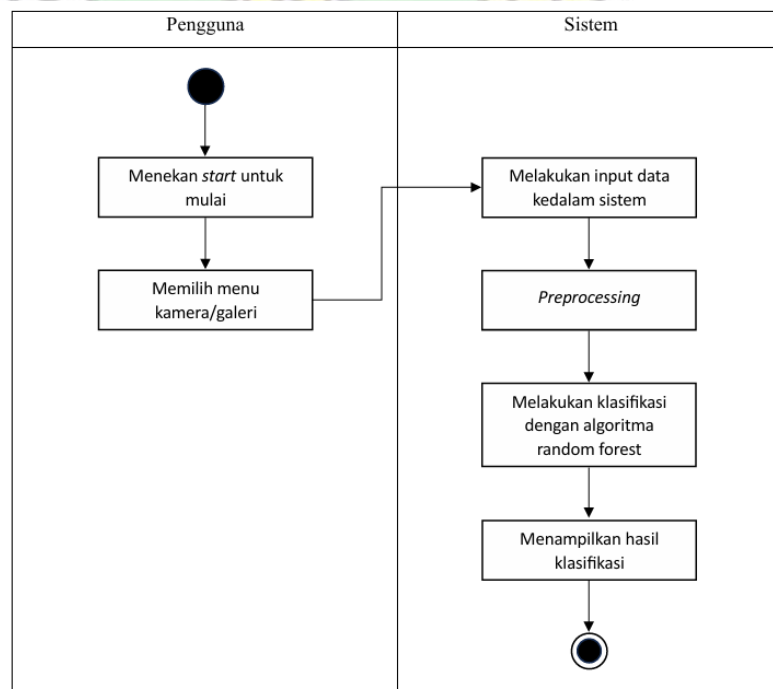 Pengguna
Sistem
Menekan start untuk
mulai
Memilih menu
kamera/galeri
Melakukan input data
kedalam sistem
Preprocessing
Melakukan klasifikasi
dengan algoritma
random forest
Menampilkan hasil
klasifikasi